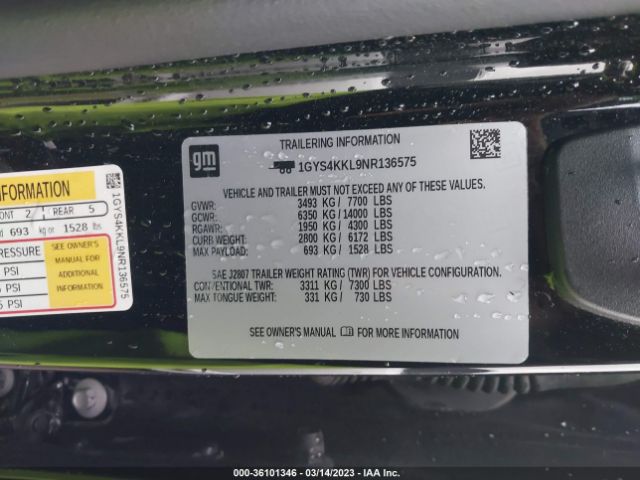 gm
TRAILERING INFORMATION
1GYS4KKL9NR136575
VEHICLE AND TRAILER MUST NOT EXCEED ANY OF THESE VALUES.
GVWR: 3493 KG / 7700 LBS
GCWR: 6350 KG / 14000 LBS
RGAWR: 1950 KG / 4300 LBS
CURB WEIGHT: 2800 KG / 6172 LBS
MAX PAYLOAD: 693 KG / 1528 LBS
SAE J2807 TRAILER WEIGHT RATING (TWR) FOR VEHICLE CONFIGURATION.
CONVENTIONAL TWR: 3311 KG / 7300 LBS
MAX TONGUE WEIGHT: 331 KG / 730 LBS
SEE OWNER'S MANUAL FOR MORE INFORMATION
NFORMATION
ONT 2 REAR 5
693 kg or 1528 lbs
PRESSURE
PSI
PSI
5 PSI
SEE OWNER'S
MANUAL FOR
ADDITIONAL
INFORMATION
1GYS4KKL9NR136575
000-36101346 - 03/14/2023 - IAA Inc.